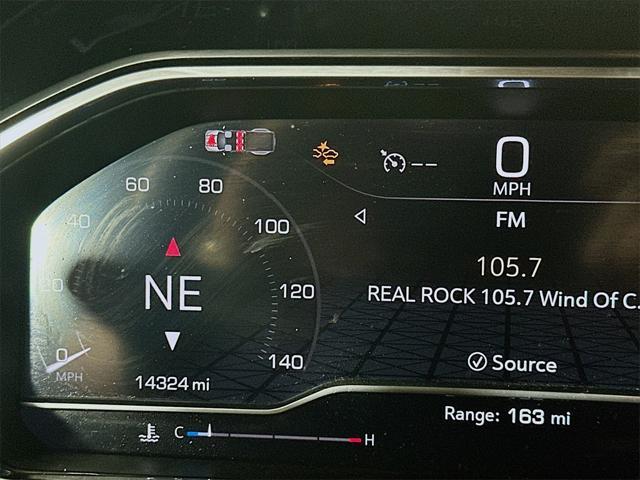 0
MPH
60 80
40 100
20 120
0 140
MPH
NE
14324 mi
C H
--
FM
105.7
REAL ROCK 105.7 Wind Of C.
Source
Range: 163 mi